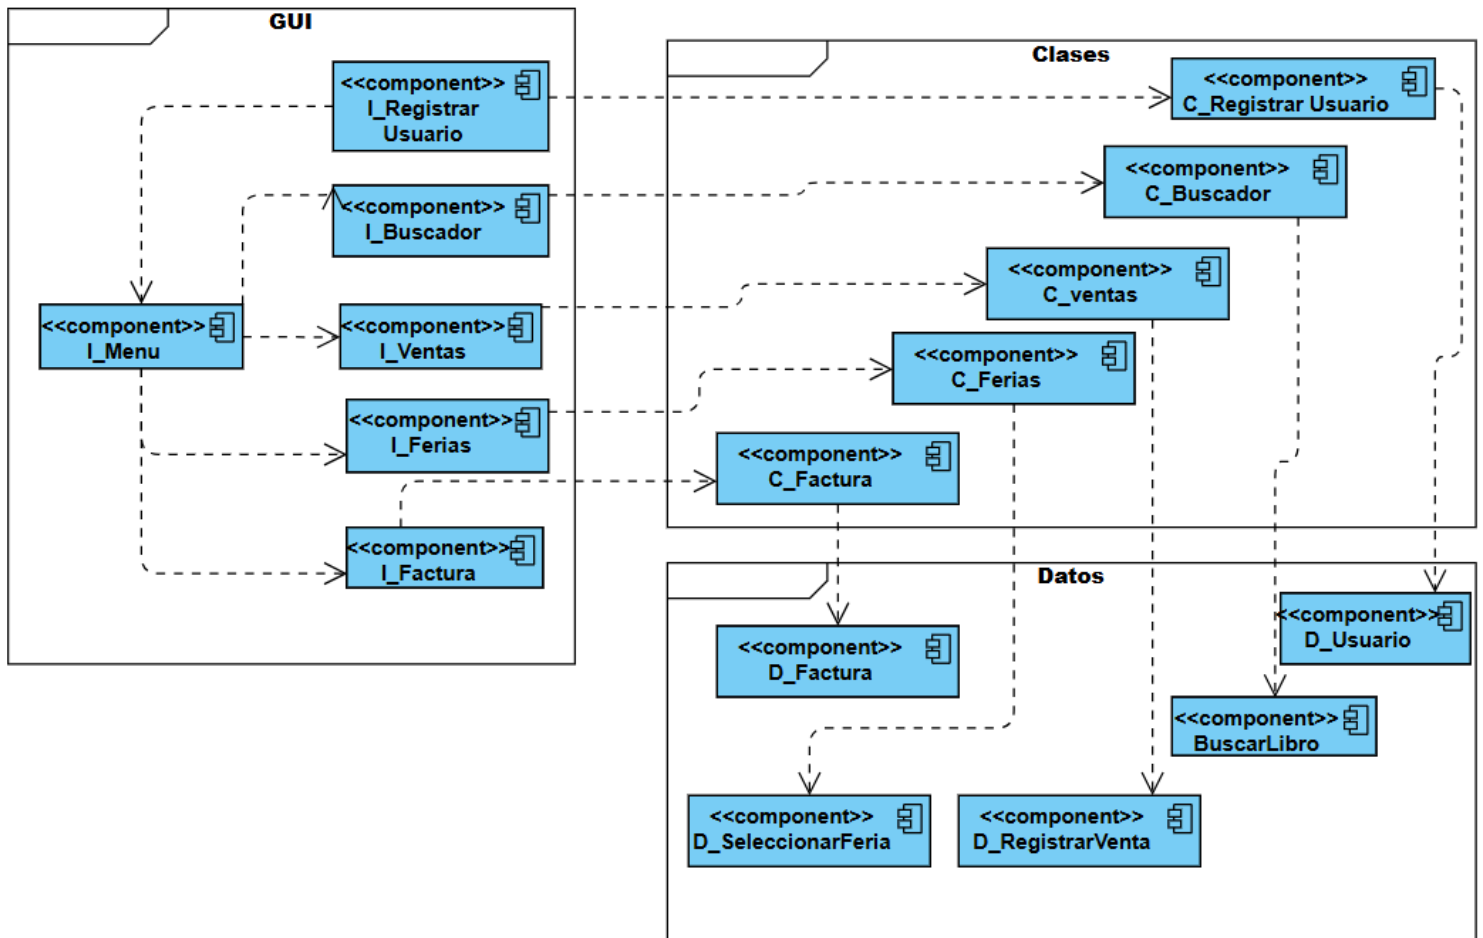 GUI
<<component>>
I_Registrar
Usuario
<<component>>
I_Buscador
<<component>>
I_Menu
<<component>>
I_Ventas
<<component>>
I_Ferias
<<component>>
I_Factura
Clases
<<component>>
C_Registrar Usuario
<<component>>
C_Buscador
<<component>>
C_ventas
<<component>>
C_Ferias
<<component>>
C_Factura
Datos
<<component>>
D_Usuario
<<component>>
D_Factura
<<component>>
BuscarLibro
<<component>>
D_SeleccionarFeria
<<component>>
D_RegistrarVenta